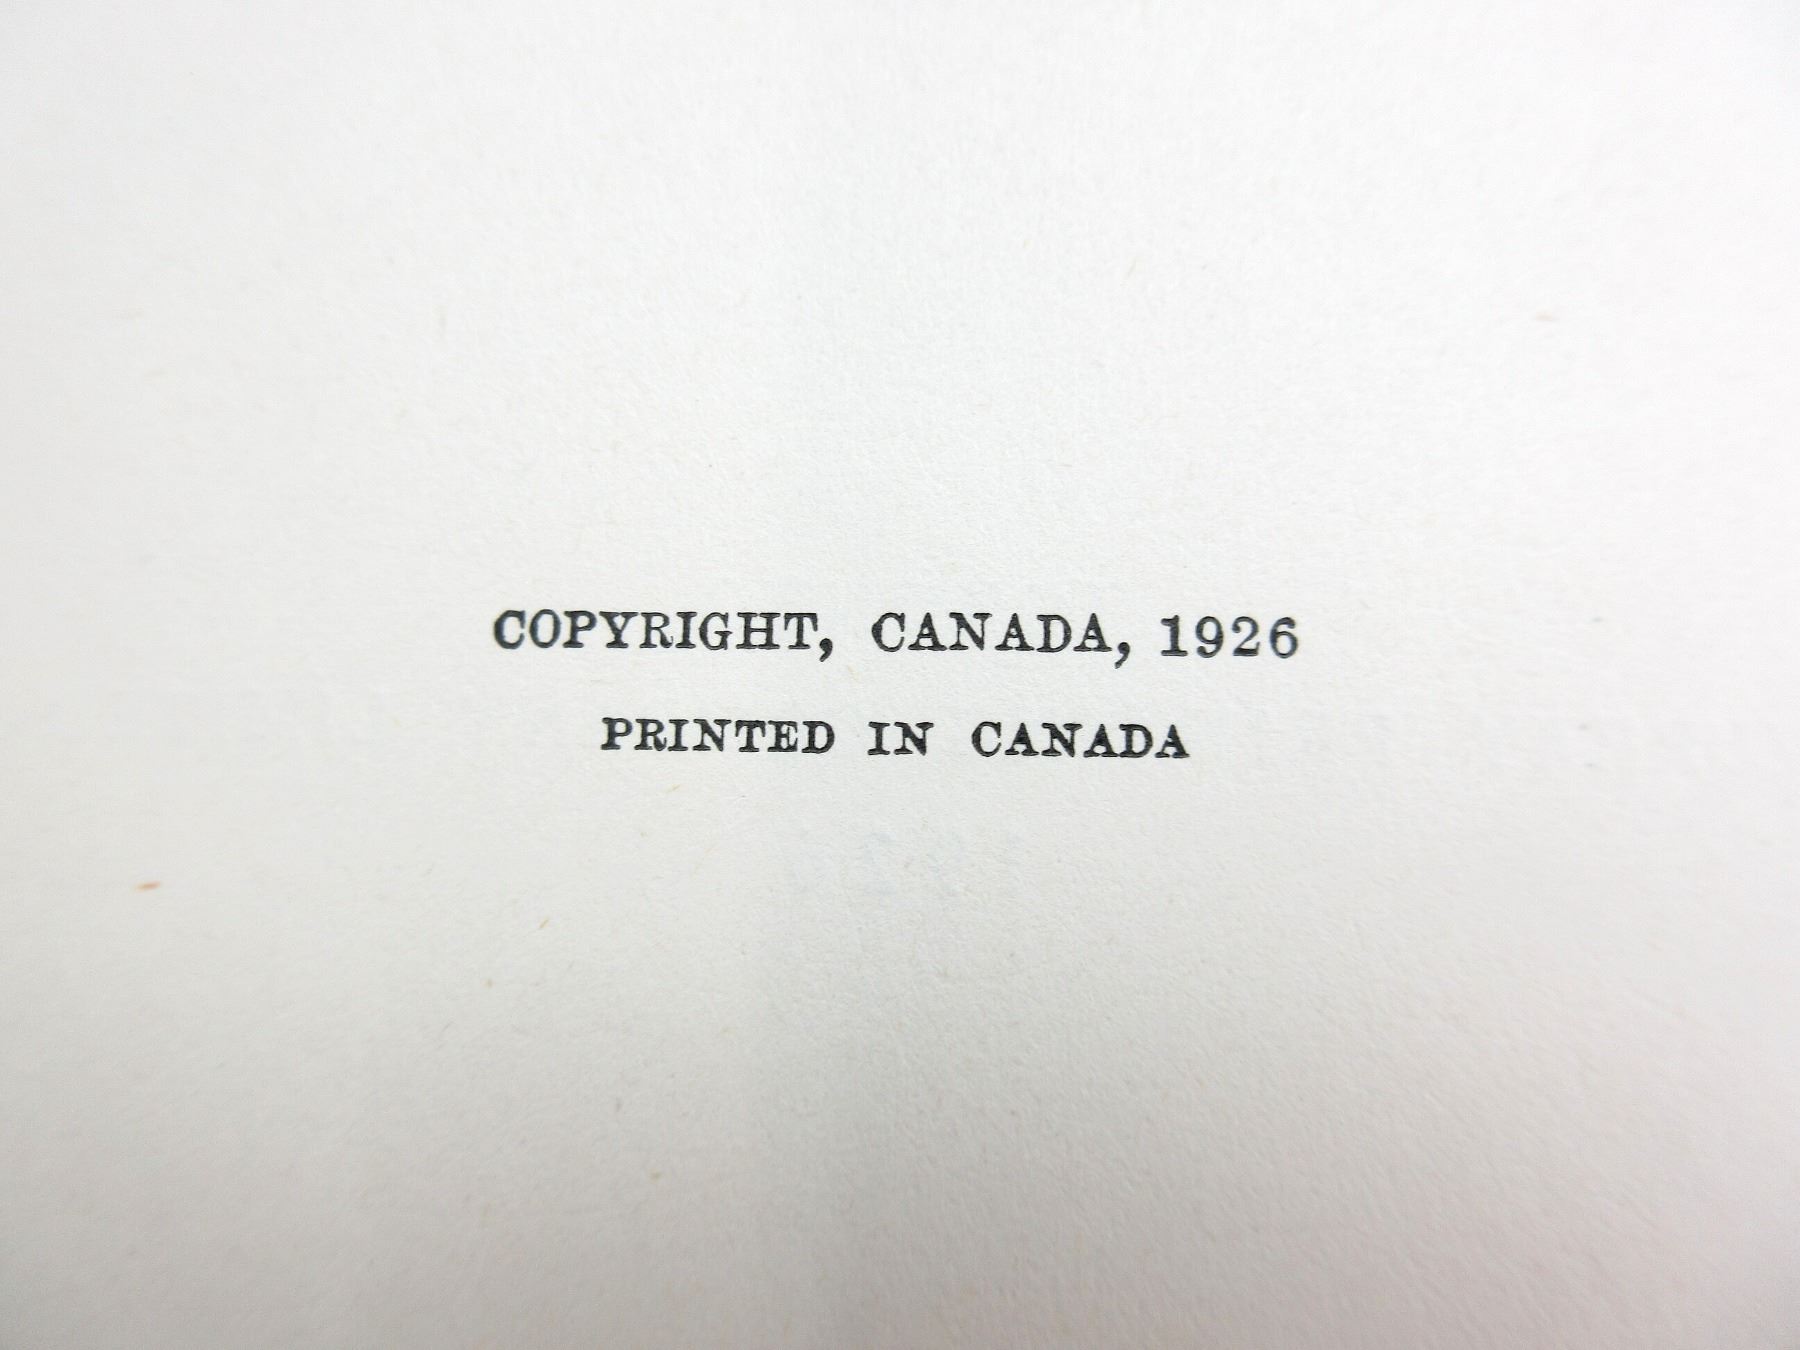 COPYRIGHT, CANADA, 1926
PRINTED IN CANADA